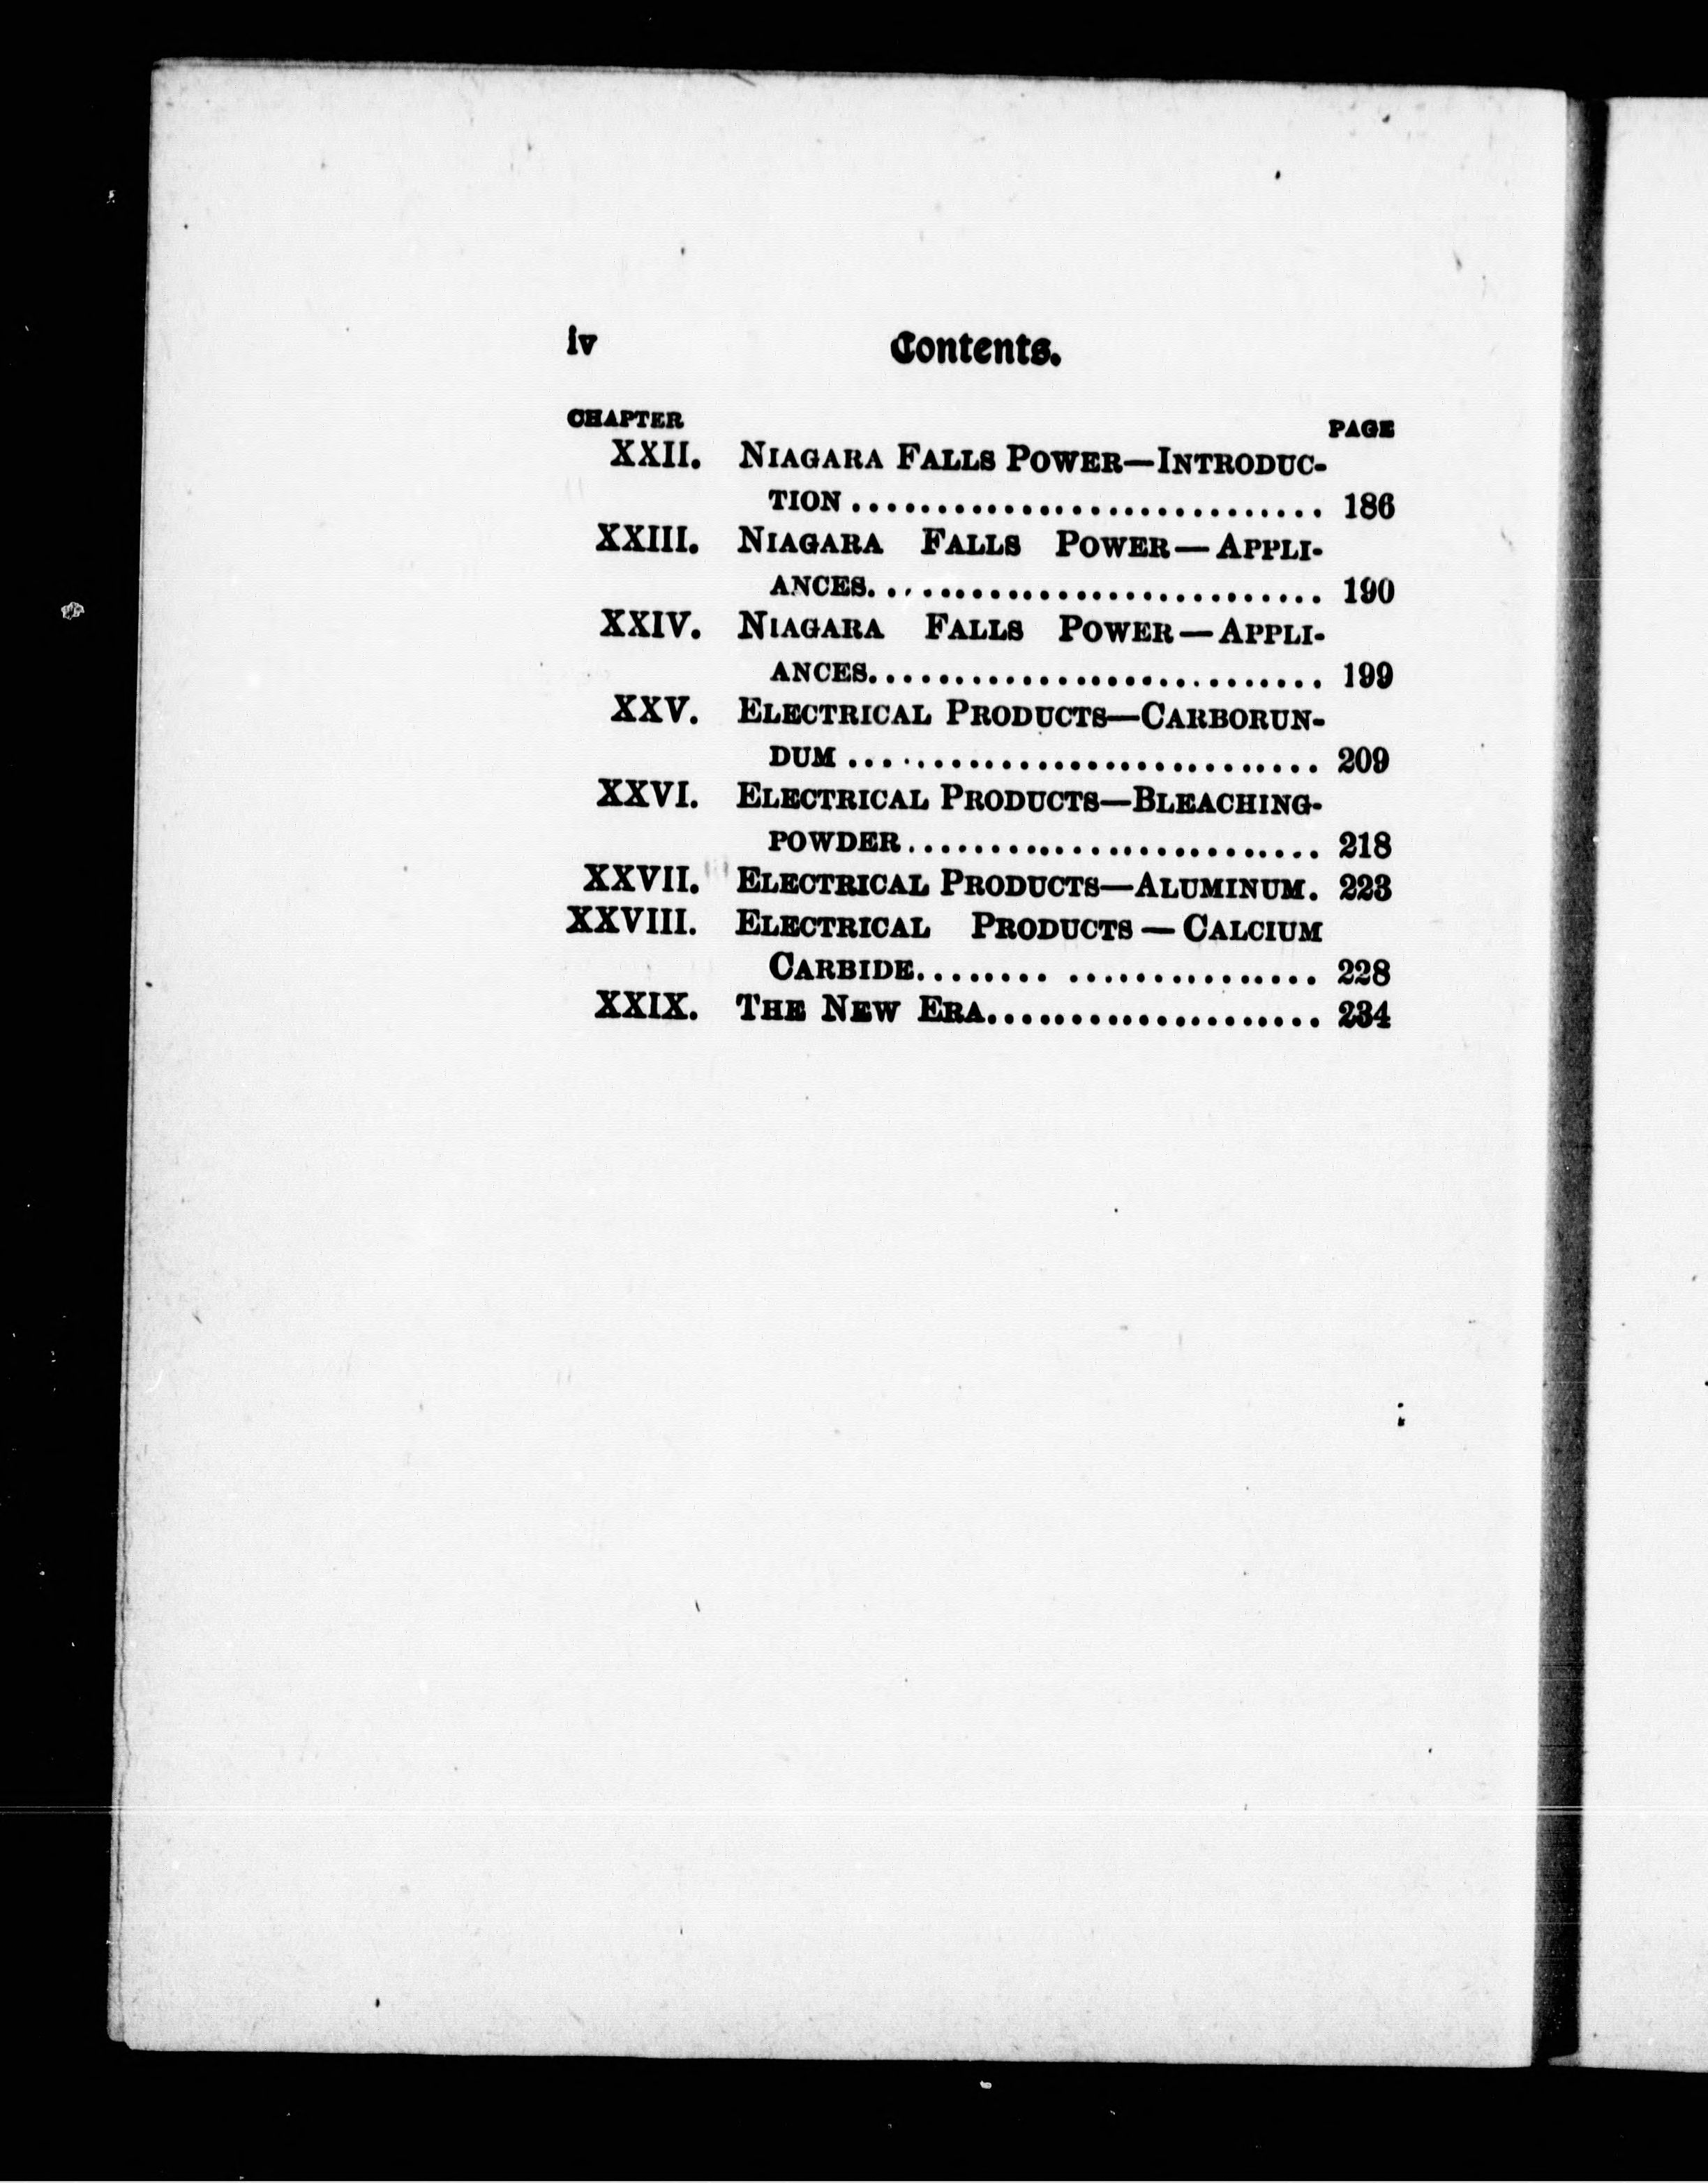 iv Contents.
CHAPTER PAGE
XXII. NIAGARA FALLS POWER—INTRODUC-
TION ............................ 186
XXIII. NIAGARA FALLS POWER—APPLI-
ANCES........................... 190
XXIV. NIAGARA FALLS POWER—APPLI-
ANCES........................... 199
XXV. ELECTRICAL PRODUCTS—CARBORUN-
DUM ............................ 209
XXVI. ELECTRICAL PRODUCTS—BLEACHING-
POWDER......................... 218
XXVII. ELECTRICAL PRODUCTS—ALUMINUM. 223
XXVIII. ELECTRICAL PRODUCTS—CALCIUM
CARBIDE........ ............... 228
XXIX. THE NEW ERA.................... 234